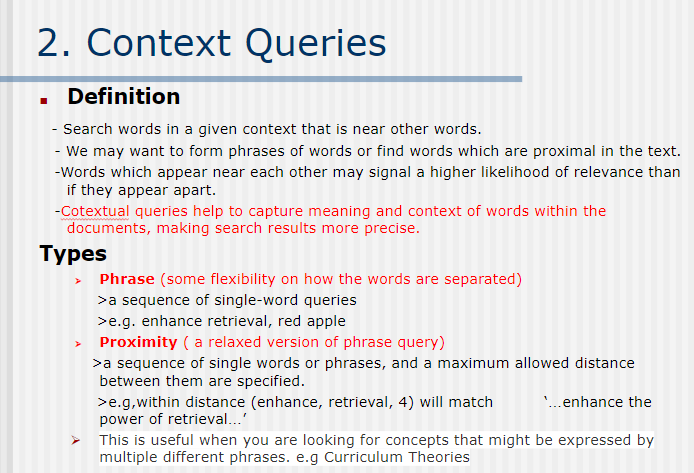 2. Context Queries
▪ Definition
- Search words in a given context that is near other words.
- We may want to form phrases of words or find words which are proximal in the text.
-Words which appear near each other may signal a higher likelihood of relevance than
if they appear apart.
-Cotextual queries help to capture meaning and context of words within the
documents, making search results more precise.
Types
➢ Phrase (some flexibility on how the words are separated)
>a sequence of single-word queries
>e.g. enhance retrieval, red apple
➢ Proximity ( a relaxed version of phrase query)
>a sequence of single words or phrases, and a maximum allowed distance
between them are specified.
>e.g,within distance (enhance, retrieval, 4) will match ‘…enhance the
power of retrieval…’
➢ This is useful when you are looking for concepts that might be expressed by
multiple different phrases. e.g Curriculum Theories